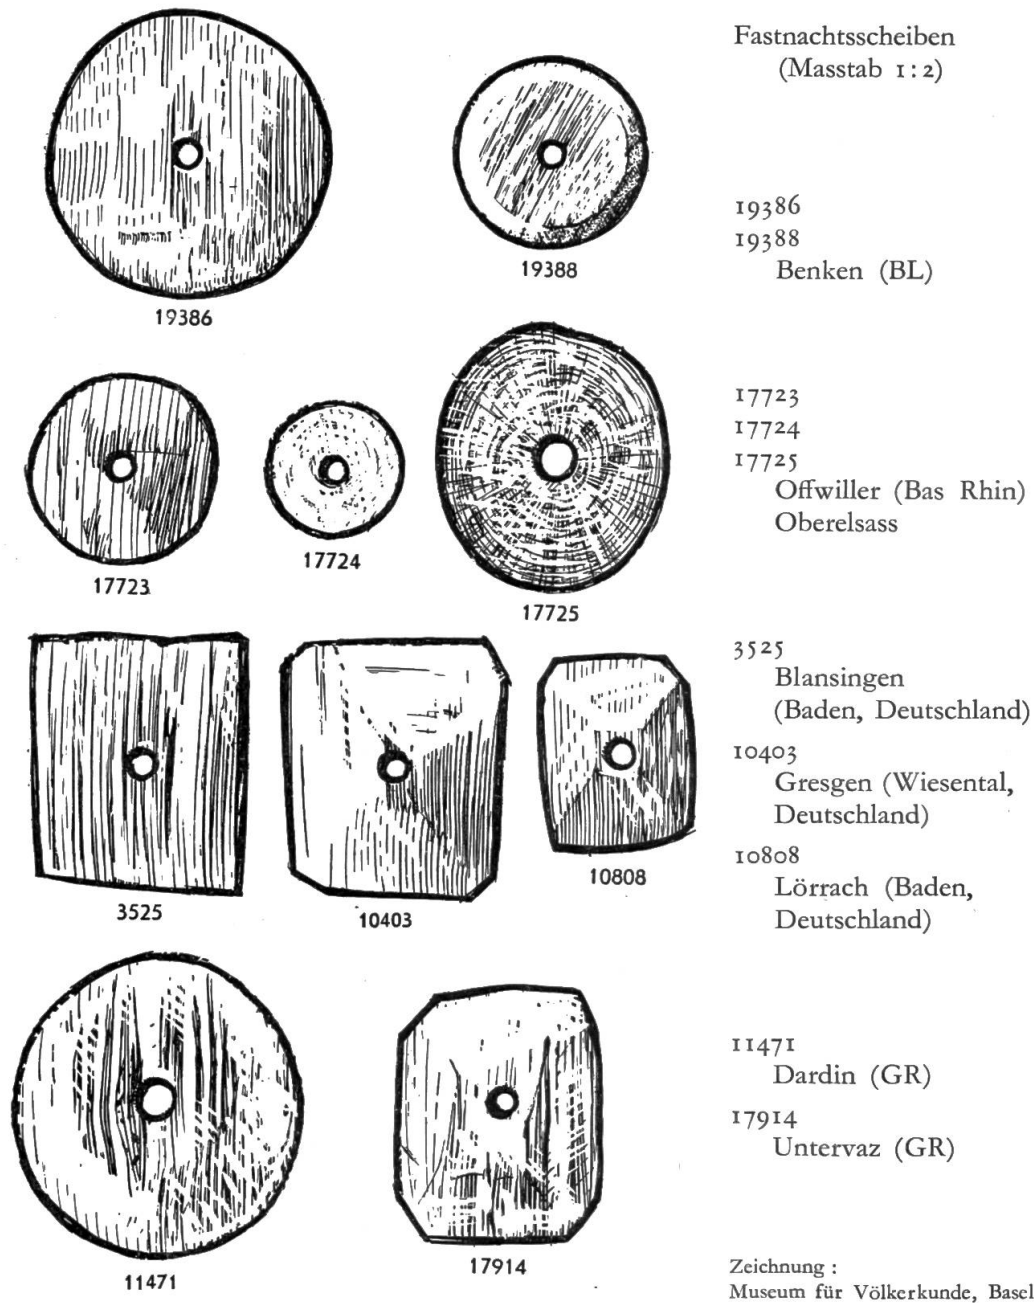 Fastnachtsscheiben
(Masstab 1:2)
19386
19388
19386
19388
Benken (BL)
17723
17724
17725
17723
17724
17725
Offwiller (Bas Rhin)
Oberelsass
3525
10403
10808
3525
Blansingen
(Baden, Deutschland)
10403
Gresgen (Wiesental,
Deutschland)
10808
Lörrach (Baden,
Deutschland)
11471
17914
11471
Dardin (GR)
17914
Untervaz (GR)
Zeichnung :
Museum für Völkerkunde, Basel